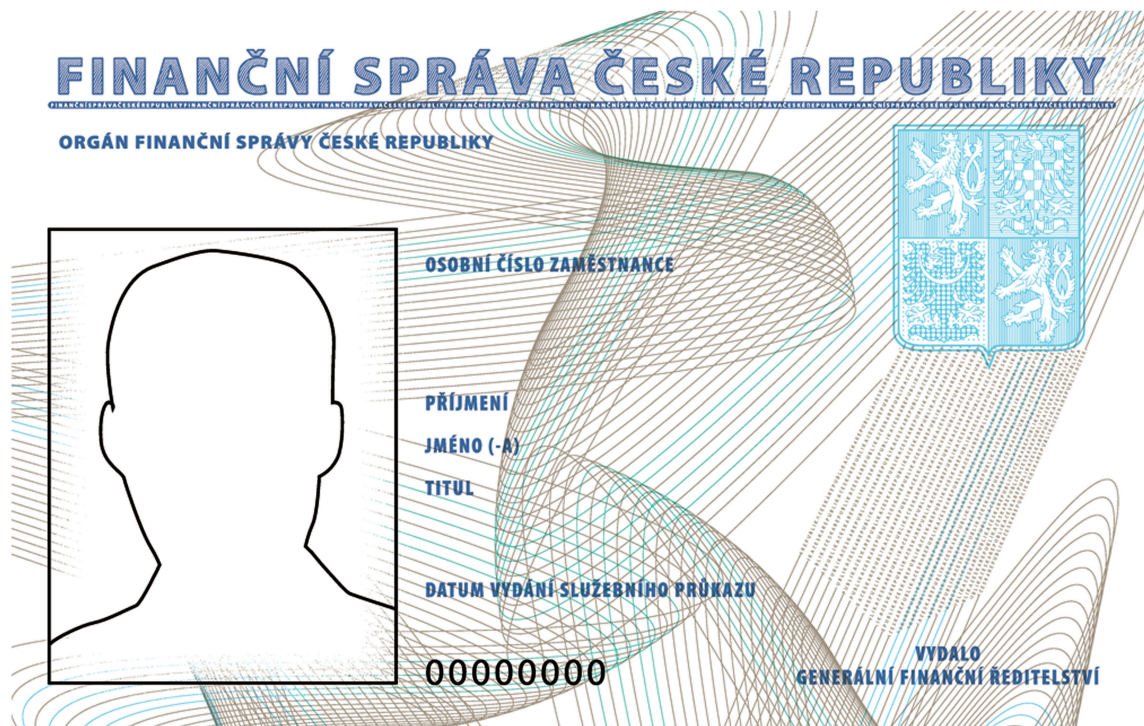 FINANČNÍ SPRÁVA ČESKÉ REPUBLIKY
FINANČNÍSPRÁVAČESKÉREPUBLIKYFINANČNÍSPRÁVAČESKÉREPUBLIKYFINANČNÍSPRÁVAČESKÉREPUBLIKY
ORGÁN FINANČNÍ SPRÁVY ČESKÉ REPUBLIKY
OSOBNÍ ČÍSLO ZAMĚSTNANCE
PŘÍJMENÍ
JMÉNO (-A)
TITUL
DATUM VYDÁNÍ SLUŽEBNÍHO PRŮKAZU
00000000
VYDALO
GENERÁLNÍ FINANČNÍ ŘEDITELSTVÍ